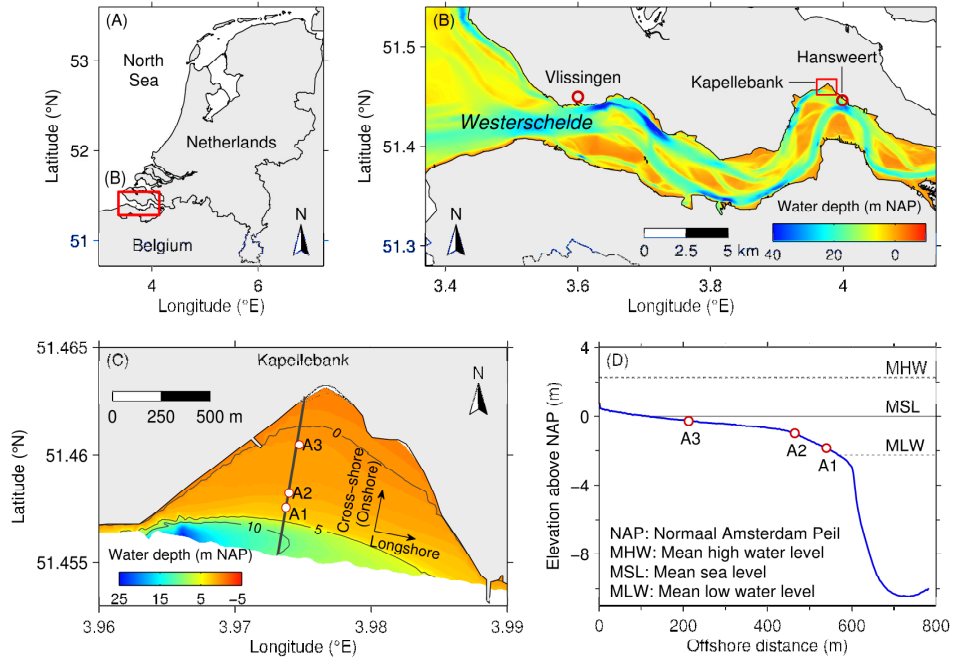 (A)
North
Sea
Netherlands
(B)
Belgium
N
53
52
51
Latitude (°N)
4
6
Longitude (°E)
(B)
Hansweert
Vlissingen
Kapellebank
Westerschelde
N
Water depth (m NAP)
0
2.5
5
km
40
20
0
51.5
51.4
51.3
Latitude (°N)
3.4
3.6
3.8
4
Longitude (°E)
(C)
Kapellebank
0
250
500 m
N
0
A3
A2
A1
Cross-shore
(Onshore)
Longshore
10
5
Water depth (m NAP)
25
15
5
-5
51.465
51.46
51.455
Latitude (°N)
3.96
3.97
3.98
3.99
Longitude (°E)
(D)
MHW
MSL
MLW
A3
A2
A1
NAP: Normaal Amsterdam Peil
MHW: Mean high water level
MSL: Mean sea level
MLW: Mean low water level
4
0
-4
-8
Elevation above NAP (m)
0
200
400
600
800
Offshore distance (m)